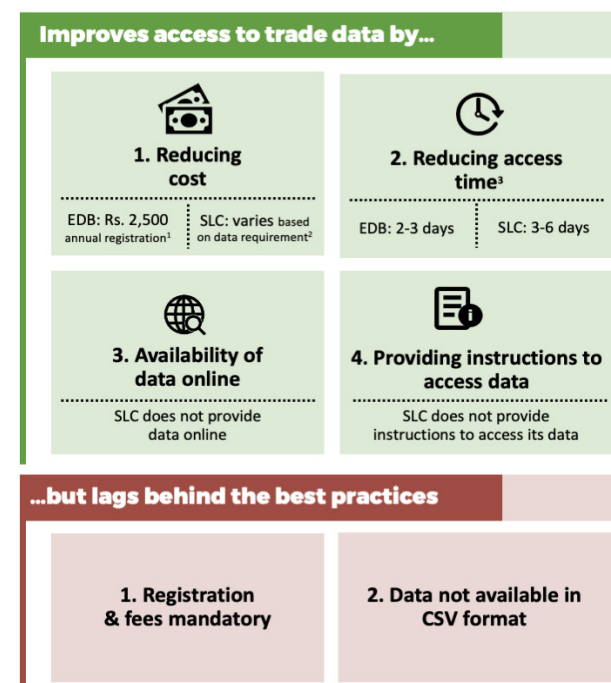 Improves access to trade data by...
1. Reducing
cost
EDB: Rs. 2,500
annual registration¹
SLC: varies based
on data requirement²
2. Reducing access
time³
EDB: 2-3 days
SLC: 3-6 days
3. Availability of
data online
SLC does not provide
data online
4. Providing instructions to
access data
SLC does not provide
instructions to access its data
...but lags behind the best practices
1. Registration
& fees mandatory
2. Data not available in
CSV format